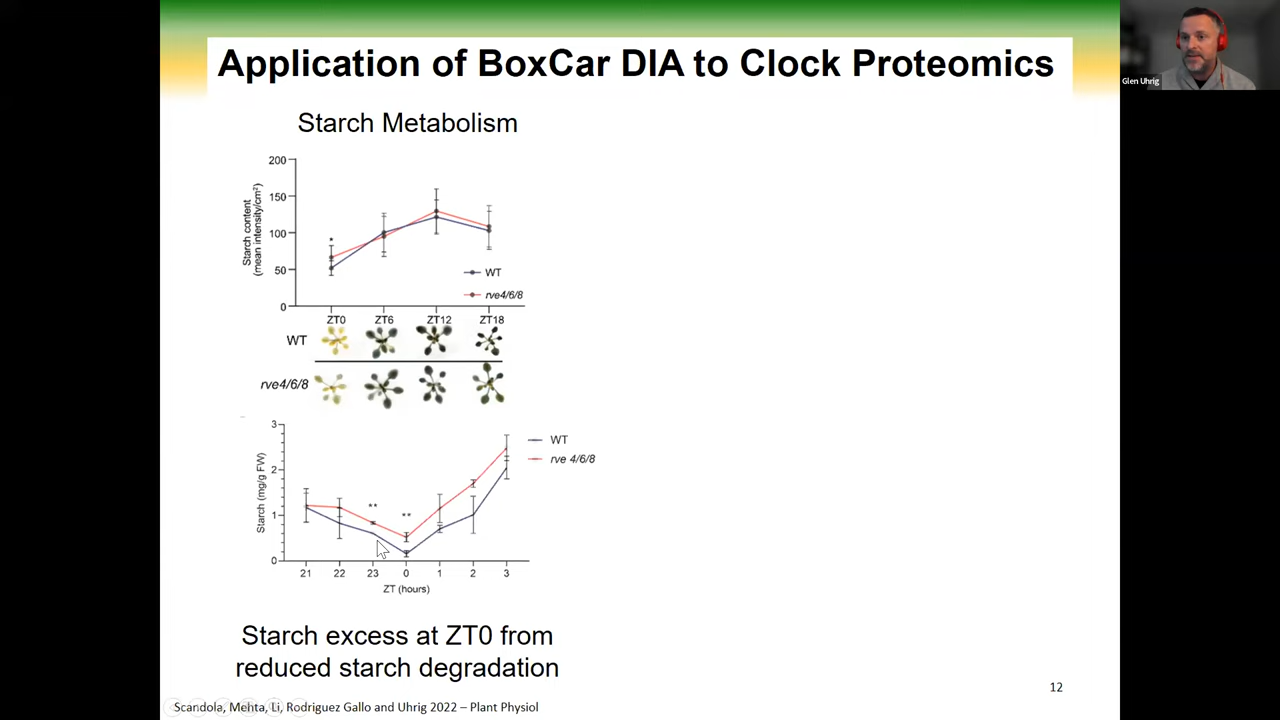 Application of BoxCar DIA to Clock Proteomics
Glen Uhrig
Starch Metabolism
200
150
100
50
0
Starch content
(mean intensity/cm²)
*
WT
rve4/6/8
ZT0 ZT6 ZT12 ZT18
WT
rve4/6/8
3
2
1
0
Starch (mg/g FW)
** **
WT
rve 4/6/8
21 22 23 0 1 2 3
ZT (hours)
Starch excess at ZT0 from
reduced starch degradation
12
Scandola, Mehta, Li, Rodriguez Gallo and Uhrig 2022 – Plant Physiol